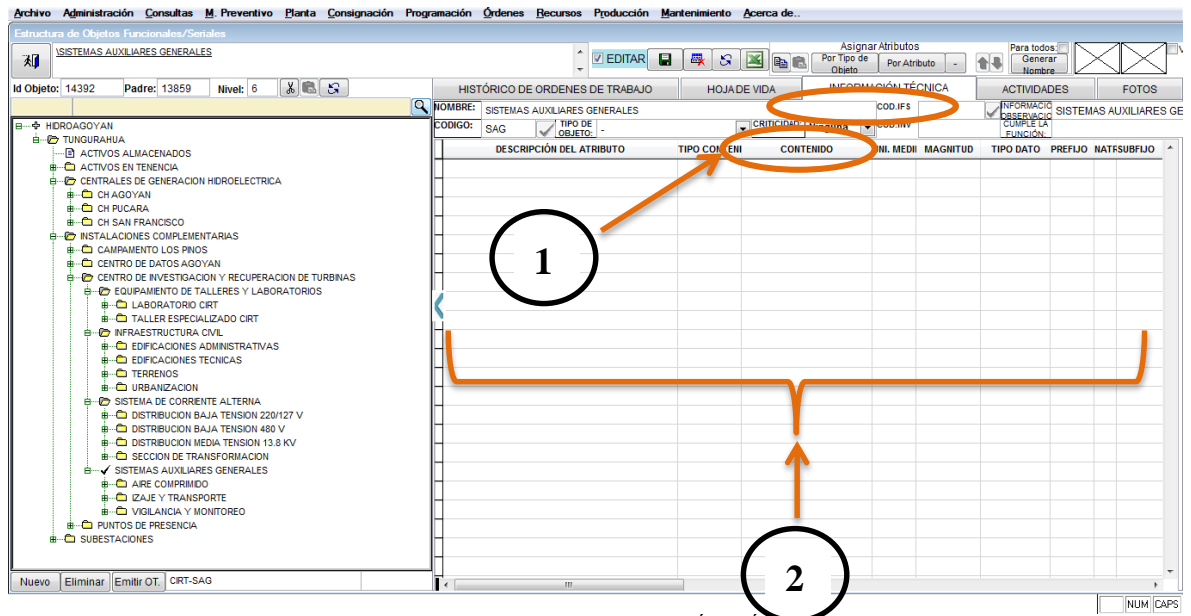 Archivo Administración Consultas M. Preventivo Planta Consignación Programación Órdenes Recursos Producción Mantenimiento Acerca de..
Estructura de Objetos Funcionales/Seriales
\SISTEMAS AUXILIARES GENERALES
EDITAR
Asignar Atributos
Por Tipo de Objeto
Por Atributo
-
Para todos:
Generar Nombre
Id Objeto: 14392 Padre: 13859 Nivel: 6
HISTÓRICO DE ORDENES DE TRABAJO HOJA DE VIDA INFORMACIÓN TÉCNICA ACTIVIDADES FOTOS
NOMBRE: SISTEMAS AUXILIARES GENERALES COD.IFS SISTEMAS AUXILIARES GE
CODIGO: SAG TIPO DE OBJETO: - CRITICIDAD: COD.INV CUMPLE LA FUNCIÓN:
DESCRIPCIÓN DEL ATRIBUTO TIPO CONTENI CONTENIDO UNI. MEDII MAGNITUD TIPO DATO PREFIJO SUBFIJO
HIDROAGOYAN
TUNGURAHUA
ACTIVOS ALMACENADOS
ACTIVOS EN TENENCIA
CENTRALES DE GENERACION HIDROELECTRICA
CH AGOYAN
CH PUCARA
CH SAN FRANCISCO
INSTALACIONES COMPLEMENTARIAS
CAMPAMENTO LOS PINOS
CENTRO DE DATOS AGOYAN
CENTRO DE INVESTIGACION Y RECUPERACION DE TURBINAS
EQUIPAMIENTO DE TALLERES Y LABORATORIOS
LABORATORIO CIRT
TALLER ESPECIALIZADO CIRT
INFRAESTRUCTURA CIVIL
EDIFICACIONES ADMINISTRATIVAS
EDIFICACIONES TECNICAS
TERRENOS
URBANIZACION
SISTEMA DE CORRIENTE ALTERNA
DISTRIBUCION BAJA TENSION 220/127 V
DISTRIBUCION BAJA TENSION 480 V
DISTRIBUCION MEDIA TENSION 13.8 KV
SECCION DE TRANSFORMACION
SISTEMAS AUXILIARES GENERALES
AIRE COMPRIMIDO
IZAJE Y TRANSPORTE
VIGILANCIA Y MONITOREO
PUNTOS DE PRESENCIA
SUBESTACIONES
1
2
Nuevo Eliminar Emitir OT. CIRT-SAG
NUM CAPS